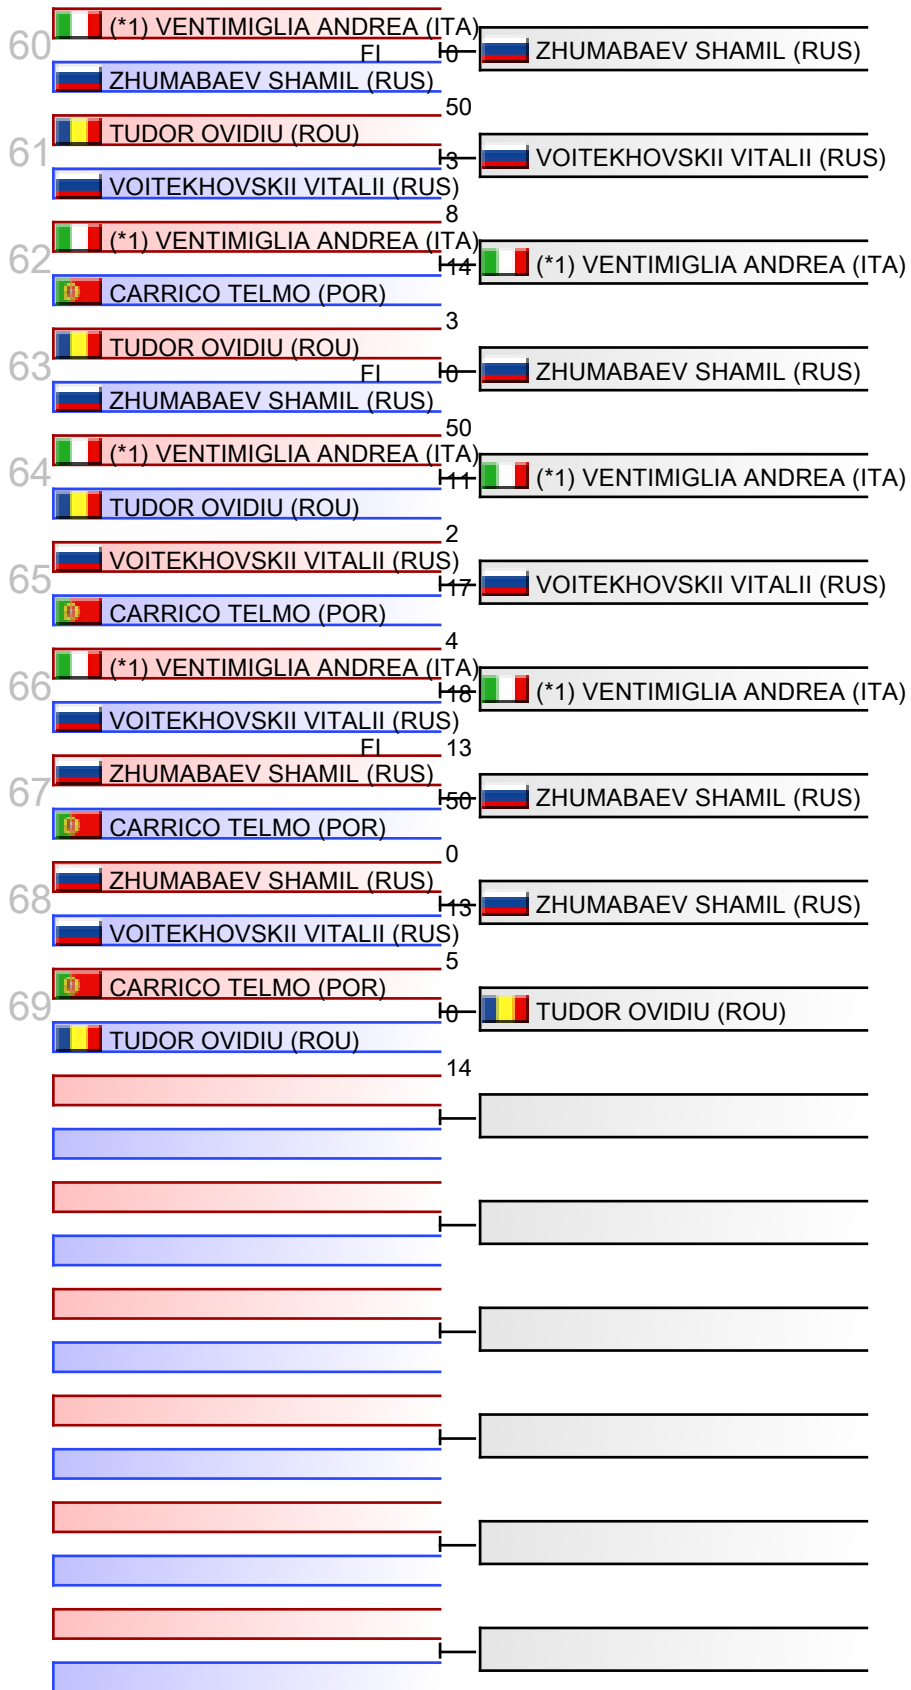 (*1) VENTIMIGLIA ANDREA (ITA)
60 FI 0 ZHUMABAEV SHAMIL (RUS)
ZHUMABAEV SHAMIL (RUS)
50
TUDOR OVIDIU (ROU)
61 3 VOITEKHOVSKII VITALII (RUS)
VOITEKHOVSKII VITALII (RUS)
8
(*1) VENTIMIGLIA ANDREA (ITA)
62 14 (*1) VENTIMIGLIA ANDREA (ITA)
CARRICO TELMO (POR)
3
TUDOR OVIDIU (ROU)
63 FI 0 ZHUMABAEV SHAMIL (RUS)
ZHUMABAEV SHAMIL (RUS)
50
(*1) VENTIMIGLIA ANDREA (ITA)
64 11 (*1) VENTIMIGLIA ANDREA (ITA)
TUDOR OVIDIU (ROU)
2
VOITEKHOVSKII VITALII (RUS)
65 17 VOITEKHOVSKII VITALII (RUS)
CARRICO TELMO (POR)
4
(*1) VENTIMIGLIA ANDREA (ITA)
66 18 (*1) VENTIMIGLIA ANDREA (ITA)
VOITEKHOVSKII VITALII (RUS)
FI 13
ZHUMABAEV SHAMIL (RUS)
67 50 ZHUMABAEV SHAMIL (RUS)
CARRICO TELMO (POR)
0
ZHUMABAEV SHAMIL (RUS)
68 13 ZHUMABAEV SHAMIL (RUS)
VOITEKHOVSKII VITALII (RUS)
5
CARRICO TELMO (POR)
69 0 TUDOR OVIDIU (ROU)
TUDOR OVIDIU (ROU)
14